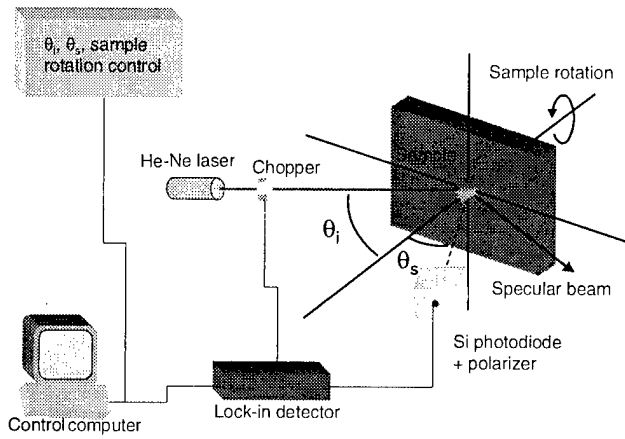 θi, θs, sample
rotation control
Sample rotation
He-Ne laser
Chopper
Sample
θi
θs
Specular beam
Si photodiode
+ polarizer
Lock-in detector
Control computer